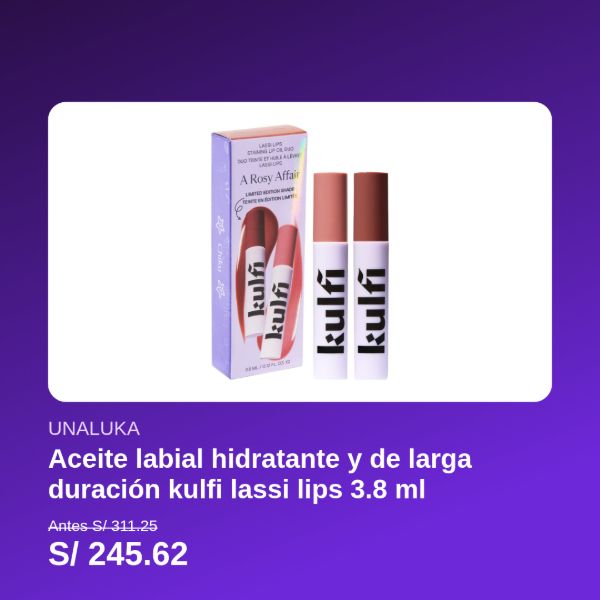 LASSI LIPS
STAINING LIP OIL DUO
DUO TEINTE ET HUILE À LÈVRES
LASSI LIPS
A Rosy Affair
LIMITED EDITION SHADE
TEINTE EN ÉDITION LIMITÉE
kulfi
kulfi
kulfi
kulfi
UNALUKA
Aceite labial hidratante y de larga
duración kulfi lassi lips 3.8 ml
Antes S/ 311.25
S/ 245.62